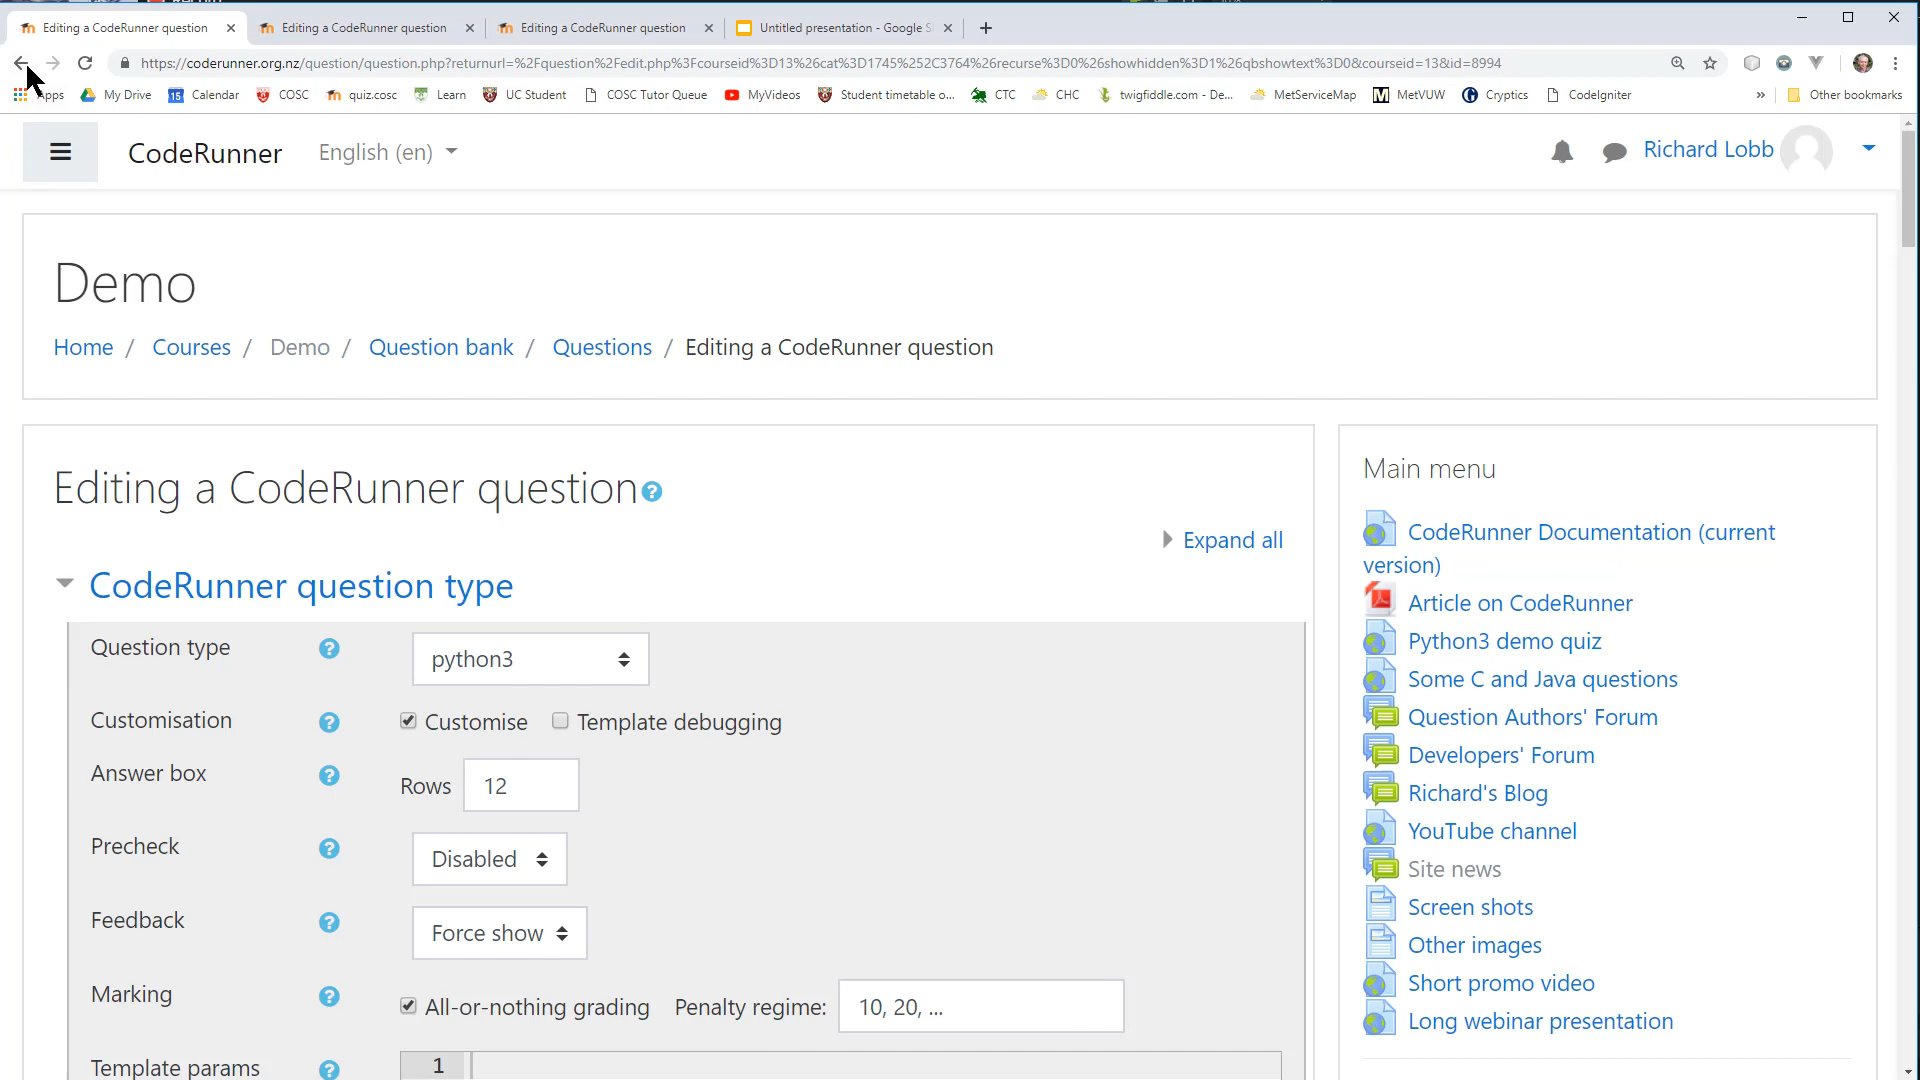 Editing a CodeRunner question
Editing a CodeRunner question
Editing a CodeRunner question
Untitled presentation - Google S
https://coderunner.org.nz/question/question.php?returnurl=%2Fquestion%2Fedit.php%3Fcourseid%3D13%26cat%3D1745%252C3764%26recurse%3D0%26showhidden%3D1%26qbshowtext%3D0&courseid=13&id=8994
Apps My Drive Calendar COSC quiz.cosc Learn UC Student COSC Tutor Queue MyVideos Student timetable o... CTC CHC twigfiddle.com - De... MetServiceMap MetVUW Cryptics CodeIgniter » Other bookmarks
CodeRunner English (en) Richard Lobb
Demo
Home / Courses / Demo / Question bank / Questions / Editing a CodeRunner question
Editing a CodeRunner question
Expand all
CodeRunner question type
Question type python3
Customisation Customise Template debugging
Answer box Rows 12
Precheck Disabled
Feedback Force show
Marking All-or-nothing grading Penalty regime: 10, 20, ...
Template params 1
Main menu
CodeRunner Documentation (current
version)
Article on CodeRunner
Python3 demo quiz
Some C and Java questions
Question Authors' Forum
Developers' Forum
Richard's Blog
YouTube channel
Site news
Screen shots
Other images
Short promo video
Long webinar presentation